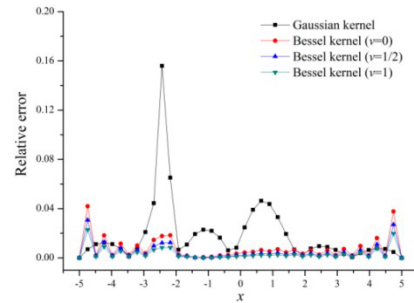 0.20
0.16
0.12
0.08
0.04
0.00
Relative error
Gaussian kernel
Bessel kernel (v=0)
Bessel kernel (v=1/2)
Bessel kernel (v=1)
-5 -4 -3 -2 -1 0 1 2 3 4 5
x